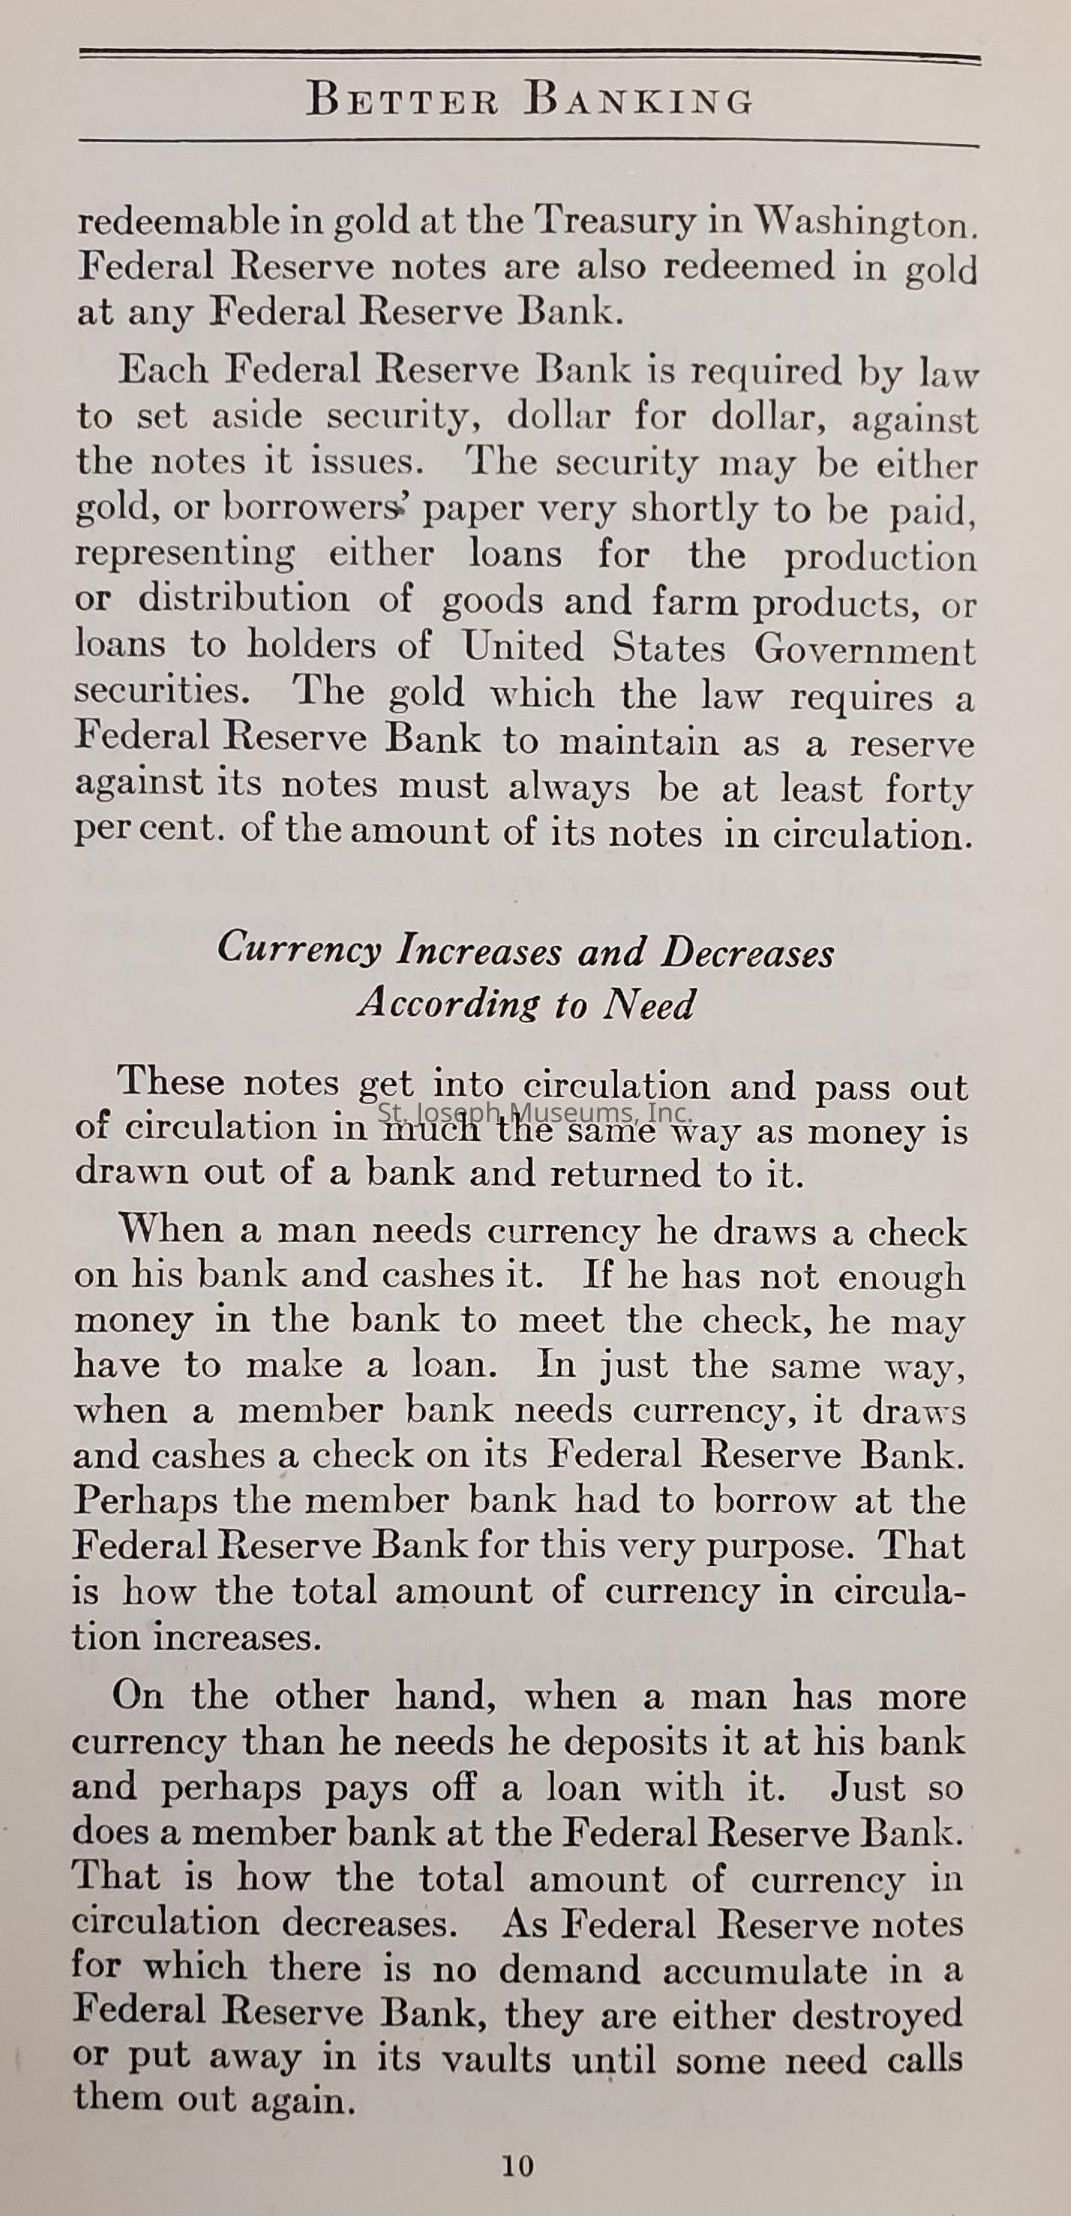 BETTER BANKING
redeemable in gold at the Treasury in Washington.
Federal Reserve notes are also redeemed in gold
at any Federal Reserve Bank.
Each Federal Reserve Bank is required by law
to set aside security, dollar for dollar, against
the notes it issues. The security may be either
gold, or borrowers' paper very shortly to be paid,
representing either loans for the production
or distribution of goods and farm products, or
loans to holders of United States Government
securities. The gold which the law requires a
Federal Reserve Bank to maintain as a reserve
against its notes must always be at least forty
per cent. of the amount of its notes in circulation.
Currency Increases and Decreases
According to Need
These notes get into circulation and pass out
St. Joseph Museums, Inc.
of circulation in much the same way as money is
drawn out of a bank and returned to it.
When a man needs currency he draws a check
on his bank and cashes it. If he has not enough
money in the bank to meet the check, he may
have to make a loan. In just the same way,
when a member bank needs currency, it draws
and cashes a check on its Federal Reserve Bank.
Perhaps the member bank had to borrow at the
Federal Reserve Bank for this very purpose. That
is how the total amount of currency in circula-
tion increases.
On the other hand, when a man has more
currency than he needs he deposits it at his bank
and perhaps pays off a loan with it. Just so
does a member bank at the Federal Reserve Bank.
That is how the total amount of currency in
circulation decreases. As Federal Reserve notes
for which there is no demand accumulate in a
Federal Reserve Bank, they are either destroyed
or put away in its vaults until some need calls
them out again.
10